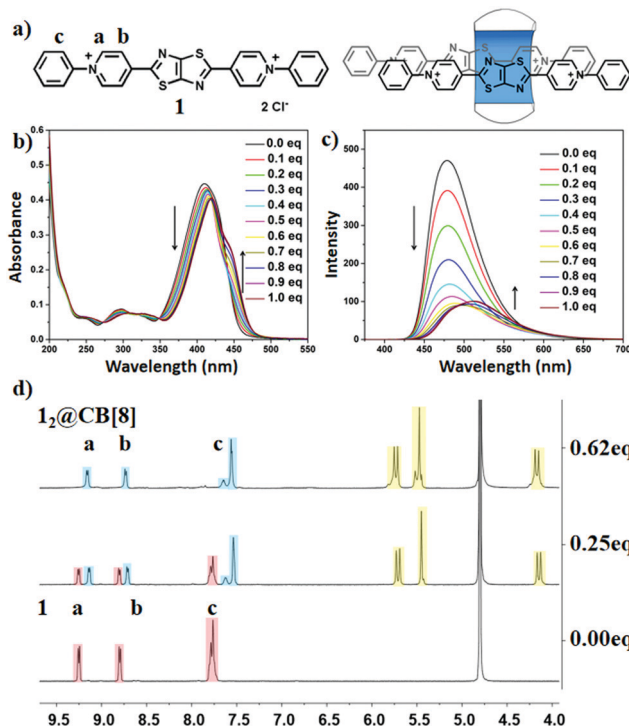 a)
c a b
+
N
S
N
N
S
N
+
1
2 Cl-
N
S
N
+
N
S
S
N
N
+
b)
0.6
0.5
0.4
0.3
0.2
0.1
0.0
Absorbance
0.0 eq
0.1 eq
0.2 eq
0.3 eq
0.4 eq
0.5 eq
0.6 eq
0.7 eq
0.8 eq
0.9 eq
1.0 eq
200 250 300 350 400 450 500 550
Wavelength (nm)
c)
500
400
300
200
100
0
Intensity
0.0 eq
0.1 eq
0.2 eq
0.3 eq
0.4 eq
0.5 eq
0.6 eq
0.7 eq
0.8 eq
0.9 eq
1.0 eq
400 450 500 550 600 650 700
Wavelength (nm)
d)
1₂@CB[8]
a b c
0.62eq
0.25eq
1 a b c
0.00eq
9.5 9.0 8.5 8.0 7.5 7.0 6.5 6.0 5.5 5.0 4.5 4.0